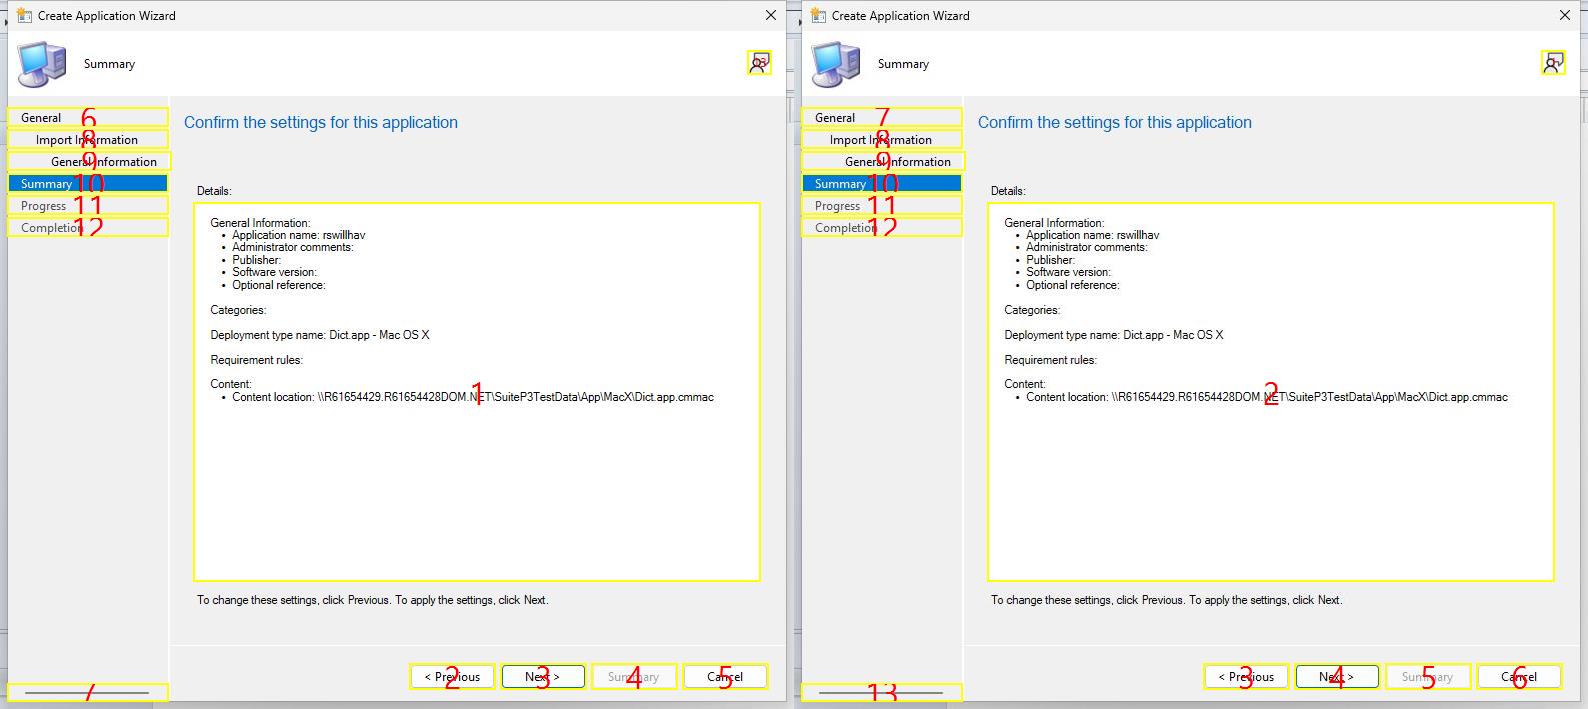 Create Application Wizard
Summary
13
General 6
Import Information 8
General Information 9
Summary 10
Progress 11
Completion 12
7
Confirm the settings for this application
Details:
General Information:
• Application name: rswillhav
• Administrator comments:
• Publisher:
• Software version:
• Optional reference:
Categories:
Deployment type name: Dict.app - Mac OS X
Requirement rules:
Content:
• Content location: \\R61654429.R61654428DOM.NET\SuiteP3TestData\App\MacX\Dict.app.cmmac
1
To change these settings, click Previous. To apply the settings, click Next.
< Previous 2
Next > 3
Summary 4
Cancel 5
Create Application Wizard
Summary
General 7
Import Information 8
General Information 9
Summary 10
Progress 11
Completion 12
13
Confirm the settings for this application
Details:
General Information:
• Application name: rswillhav
• Administrator comments:
• Publisher:
• Software version:
• Optional reference:
Categories:
Deployment type name: Dict.app - Mac OS X
Requirement rules:
Content:
• Content location: \\R61654429.R61654428DOM.NET\SuiteP3TestData\App\MacX\Dict.app.cmmac
2
To change these settings, click Previous. To apply the settings, click Next.
< Previous 3
Next > 4
Summary 5
Cancel 6